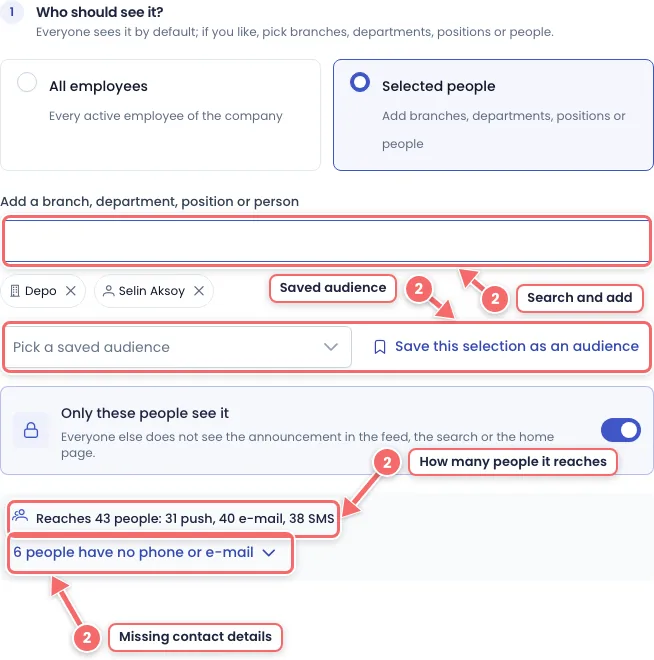 1 Who should see it?
Everyone sees it by default; if you like, pick branches, departments, positions or people.
All employees
Every active employee of the company
Selected people
Add branches, departments, positions or
people
Add a branch, department, position or person
Depo
Selin Aksoy
Saved audience 2
2 Search and add
Pick a saved audience
Save this selection as an audience
Only these people see it
Everyone else does not see the announcement in the feed, the search or the home
page.
2 How many people it reaches
Reaches 43 people: 31 push, 40 e-mail, 38 SMS
6 people have no phone or e-mail
2 Missing contact details